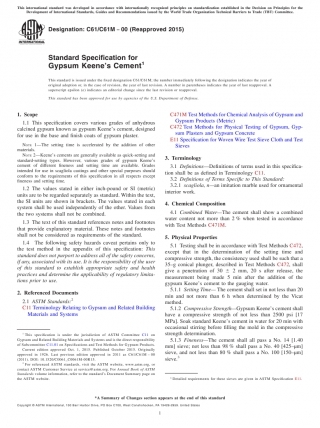 This international standard was developed in accordance with internationally recognized principles on standardization established in the Decision on Principles for the
Development of International Standards, Guides and Recommendations issued by the World Trade Organization Technical Barriers to Trade (TBT) Committee.
Designation: C61/C61M − 00 (Reapproved 2015)
Standard Specification for
Gypsum Keene's Cement¹
This standard is issued under the fixed designation C61/C61M; the number immediately following the designation indicates the year of
original adoption or, in the case of revision, the year of last revision. A number in parentheses indicates the year of last reapproval. A
superscript epsilon (ε) indicates an editorial change since the last revision or reapproval.
This standard has been approved for use by agencies of the U.S. Department of Defense.
1. Scope
1.1 This specification covers various grades of anhydrous
calcined gypsum known as gypsum Keene's cement, designed
for use in the base and finish coats of gypsum plaster.
NOTE 1—The setting time is accelerated by the addition of other
materials.
NOTE 2—Keene's cements are generally available as quick-setting and
standard-setting types. However, various grades of gypsum Keene's
cement of different fineness and setting time are available. Grades
intended for use in scagliola castings and other special purposes should
conform to the requirements of this specification in all respects except
fineness and setting time.
1.2 The values stated in either inch-pound or SI (metric)
units are to be regarded separately as standard. Within the text,
the SI units are shown in brackets. The values stated in each
system shall be used independently of the other. Values from
the two systems shall not be combined.
1.3 The text of this standard references notes and footnotes
that provide explanatory material. These notes and footnotes
shall not be considered as requirements of the standard.
1.4 The following safety hazards caveat pertains only to
the test method in the appendix of this specification: This
standard does not purport to address all of the safety concerns,
if any, associated with its use. It is the responsibility of the user
of this standard to establish appropriate safety and health
practices and determine the applicability of regulatory limita-
tions prior to use.
2. Referenced Documents
2.1 ASTM Standards:²
C11 Terminology Relating to Gypsum and Related Building
Materials and Systems
C471M Test Methods for Chemical Analysis of Gypsum and
Gypsum Products (Metric)
C472 Test Methods for Physical Testing of Gypsum, Gyp-
sum Plasters and Gypsum Concrete
E11 Specification for Woven Wire Test Sieve Cloth and Test
Sieves
3. Terminology
3.1 Definitions—Definitions of terms used in this specifica-
tion shall be as defined in Terminology C11.
3.2 Definitions of Terms Specific to This Standard:
3.2.1 scagliola, n—an imitation marble used for ornamental
interior work.
4. Chemical Composition
4.1 Combined Water—The cement shall show a combined
water content not more than 2 % when tested in accordance
with Test Methods C471M.
5. Physical Properties
5.1 Testing shall be in accordance with Test Methods C472,
except that in the determination of the setting time and
compressive strength, the consistency used shall be such that a
35-g conical plunger, described in Test Methods C472, shall
give a penetration of 30 ± 2 mm, 20 s after release, the
measurement being made 5 min after the addition of the
gypsum Keene's cement to the gauging water.
5.1.1 Setting Time— The cement shall set in not less than 20
min and not more than 6 h when determined by the Vicat
method.
5.1.2 Compressive Strength—Gypsum Keene's cement shall
have a compressive strength of not less than 2500 psi [17
MPa]. Soak standard Keene's cement in water for 20 min with
occasional stirring before filling the mold in the compressive
strength determination.
5.1.3 Fineness—The cement shall all pass a No. 14 [1.40
mm] sieve, not less than 98 % shall pass a No. 40 [425-µm]
sieve, and not less than 80 % shall pass a No. 100 [150-µm]
sieve.³
¹ This specification is under the jurisdiction of ASTM Committee C11 on
Gypsum and Related Building Materials and Systems and is the direct responsibility
of Subcommittee C11.01 on Specifications and Test Methods for Gypsum Products.
Current edition approved Oct. 1, 2015. Published October 2015. Originally
² For referenced ASTM standards, visit the ASTM website, www.astm.org, or
contact ASTM Customer Service at service@astm.org. For Annual Book of ASTM
Standards volume information, refer to the standard's Document Summary page on
the ASTM website.
³ Detailed requirements for these sieves are given in ASTM Specification E11.
*A Summary of Changes section appears at the end of this standard
Copyright © ASTM International, 100 Barr Harbor Drive, PO Box C700, West Conshohocken, PA 19428-2959. United States
1